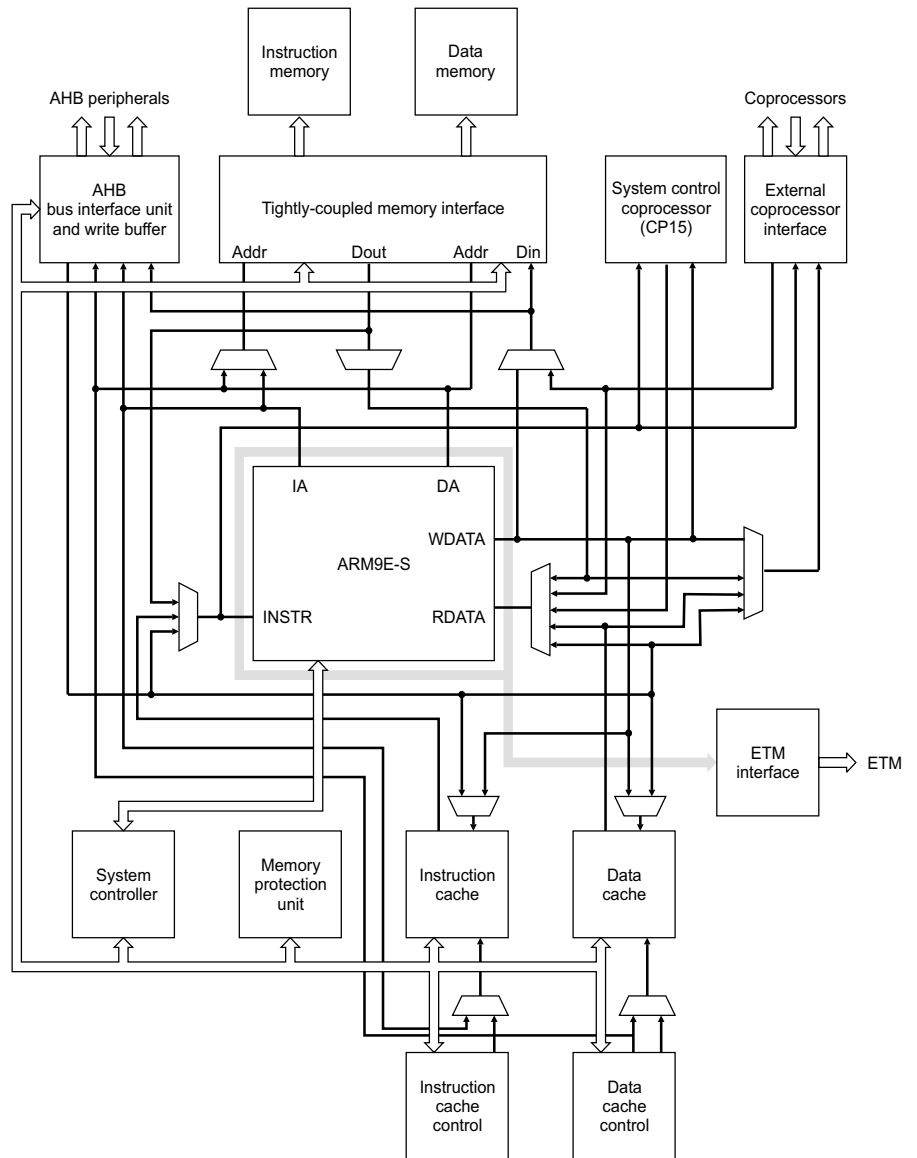 Instruction
memory
Data
memory
AHB peripherals
Coprocessors
AHB
bus interface unit
and write buffer
Tightly-coupled memory interface
Addr
Dout
Addr
Din
System control
coprocessor
(CP15)
External
coprocessor
interface
IA
DA
WDATA
ARM9E-S
INSTR
RDATA
ETM
interface
ETM
System
controller
Memory
protection
unit
Instruction
cache
Data
cache
Instruction
cache
control
Data
cache
control